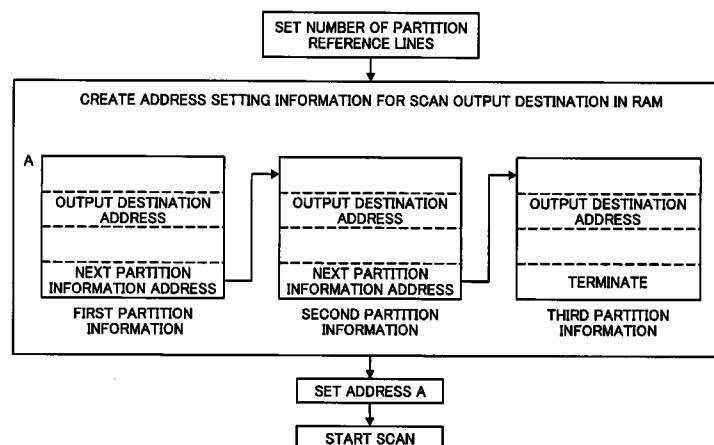 SET NUMBER OF PARTITION
REFERENCE LINES
CREATE ADDRESS SETTING INFORMATION FOR SCAN OUTPUT DESTINATION IN RAM
A
OUTPUT DESTINATION
ADDRESS
NEXT PARTITION
INFORMATION ADDRESS
FIRST PARTITION
INFORMATION
OUTPUT DESTINATION
ADDRESS
NEXT PARTITION
INFORMATION ADDRESS
SECOND PARTITION
INFORMATION
OUTPUT DESTINATION
ADDRESS
TERMINATE
THIRD PARTITION
INFORMATION
SET ADDRESS A
START SCAN